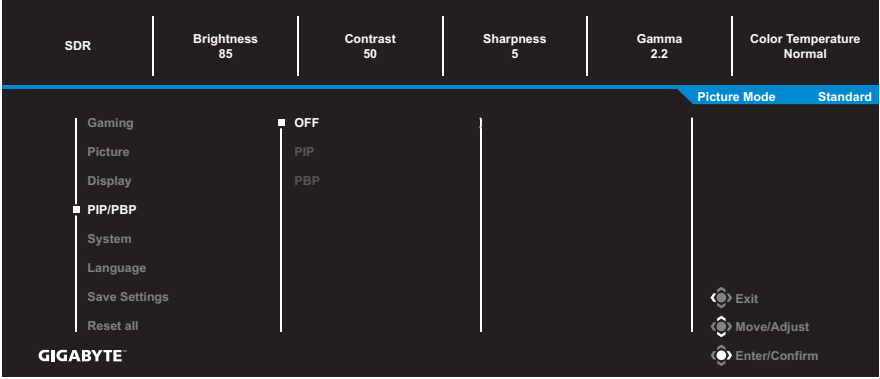 SDR
Brightness
85
Contrast
50
Sharpness
5
Gamma
2.2
Color Temperature
Normal
Picture Mode Standard
Gaming
Picture
Display
PIP/PBP
System
Language
Save Settings
Reset all
OFF
PIP
PBP
Exit
Move/Adjust
Enter/Confirm
GIGABYTE™